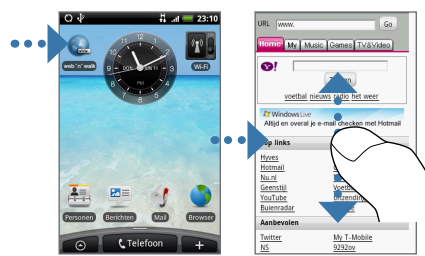 23:10
web 'n' walk
12
PM
Wi-Fi
Personen
Berichten
Mail
Browser
Telefoon
URL www. Go
Home My Music Games TV&Video
Y!
voetbal nieuws radio het weer
Windows Live
Altijd en overal je e-mail checken met Hotmail
links
Hyves
Hotmail
Nu.nl
Geenstijl
YouTube
Buienradar
Aanbevolen
Twitter My T-Mobile
NS 9292ov